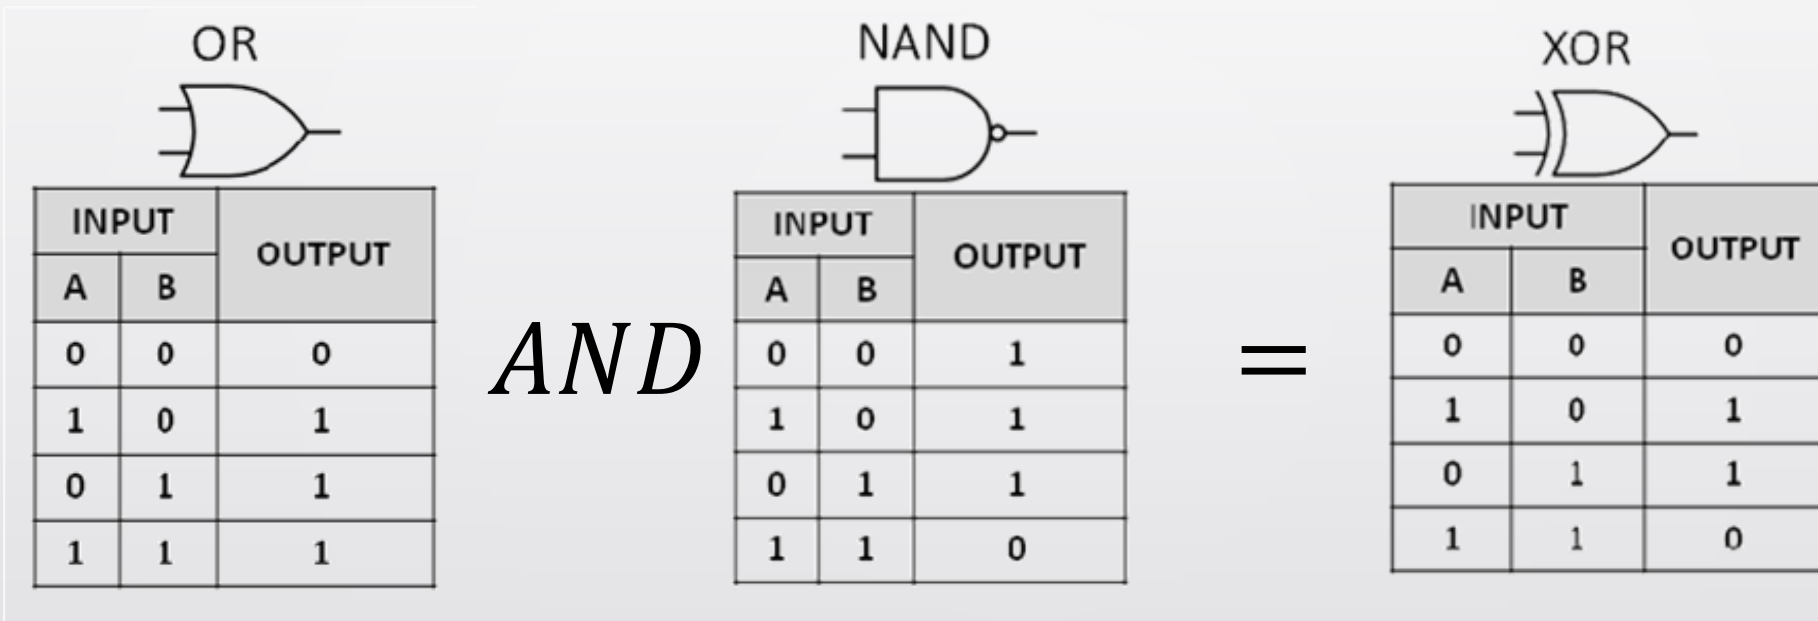 OR
INPUT OUTPUT
A B
0 0 0
1 0 1
0 1 1
1 1 1
AND
NAND
INPUT OUTPUT
A B
0 0 1
1 0 1
0 1 1
1 1 0
=
XOR
INPUT OUTPUT
A B
0 0 0
1 0 1
0 1 1
1 1 0